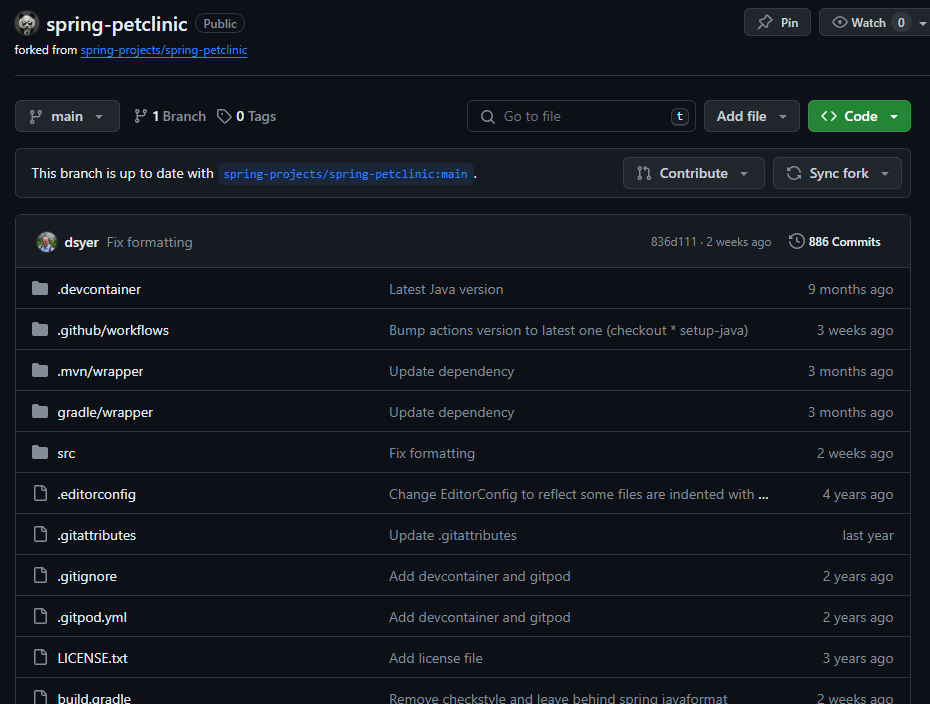 spring-petclinic Public Pin Watch 0
forked from spring-projects/spring-petclinic
main 1 Branch 0 Tags Go to file t Add file Code
This branch is up to date with spring-projects/spring-petclinic:main . Contribute Sync fork
dsyer Fix formatting 836d111 · 2 weeks ago 886 Commits
.devcontainer Latest Java version 9 months ago
.github/workflows Bump actions version to latest one (checkout * setup-java) 3 weeks ago
.mvn/wrapper Update dependency 3 months ago
gradle/wrapper Update dependency 3 months ago
src Fix formatting 2 weeks ago
.editorconfig Change EditorConfig to reflect some files are indented with ... 4 years ago
.gitattributes Update .gitattributes last year
.gitignore Add devcontainer and gitpod 2 years ago
.gitpod.yml Add devcontainer and gitpod 2 years ago
LICENSE.txt Add license file 3 years ago
build.gradle Remove checkstyle and leave behind spring javaformat 2 weeks ago